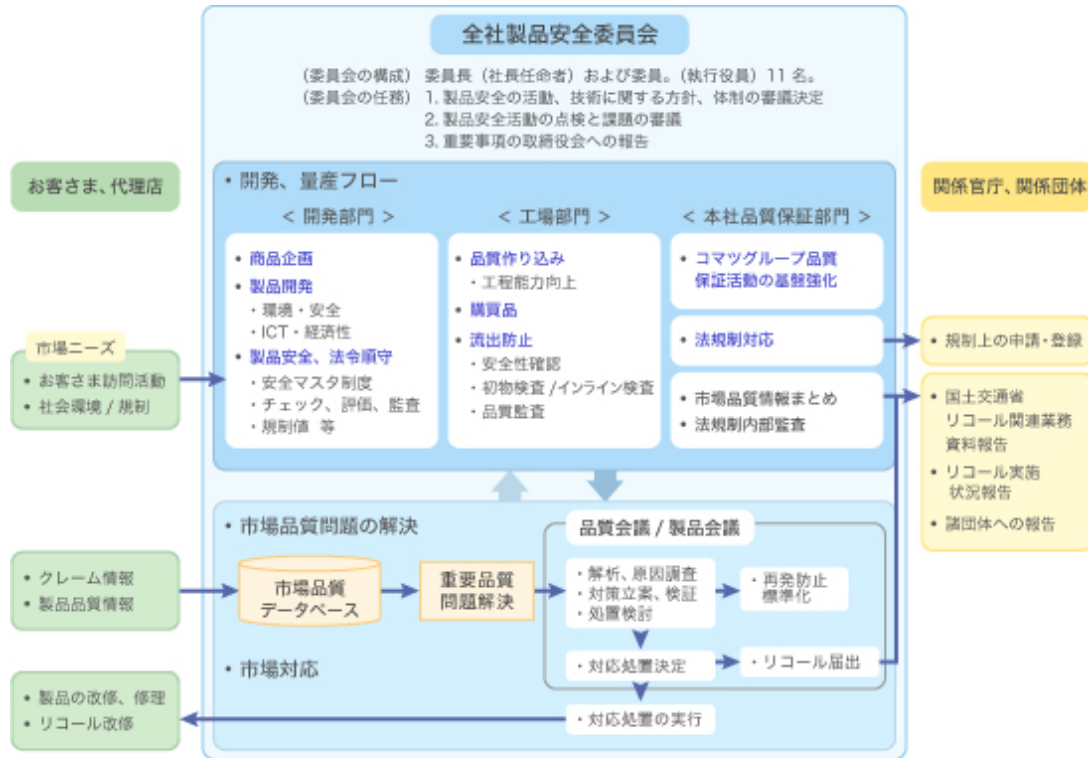 全社製品安全委員会
(委員会の構成) 委員長（社長任命者）および委員。(執行役員) 11 名。
(委員会の任務) 1. 製品安全の活動、技術に関する方針、体制の審議決定
2. 製品安全活動の点検と課題の審議
3. 重要事項の取締役会への報告
お客さま、代理店
関係官庁、関係団体
• 開発、量産フロー
< 開発部門 >
• 商品企画
• 製品開発
・環境・安全
・ICT・経済性
• 製品安全、法令順守
・安全マスタ制度
・チェック、評価、監査
・規制値 等
< 工場部門 >
• 品質作り込み
・工程能力向上
• 購買品
• 流出防止
・安全性確認
・初物検査 /インライン検査
・品質監査
< 本社品質保証部門 >
• コマツグループ品質
保証活動の基盤強化
• 法規制対応
• 市場品質情報まとめ
• 法規制内部監査
市場ニーズ
• お客さま訪問活動
• 社会環境 / 規制
• 規制上の申請・登録
• 国土交通省
リコール関連業務
資料報告
• リコール実施
状況報告
• 諸団体への報告
• 市場品質問題の解決
• クレーム情報
• 製品品質情報
市場品質
データベース
重要品質
問題解決
品質会議 / 製品会議
・解析、原因調査
・対策立案、検証
・処置検討
・再発防止
標準化
・対応処置決定
・リコール届出
• 市場対応
・対応処置の実行
• 製品の改修、修理
• リコール改修